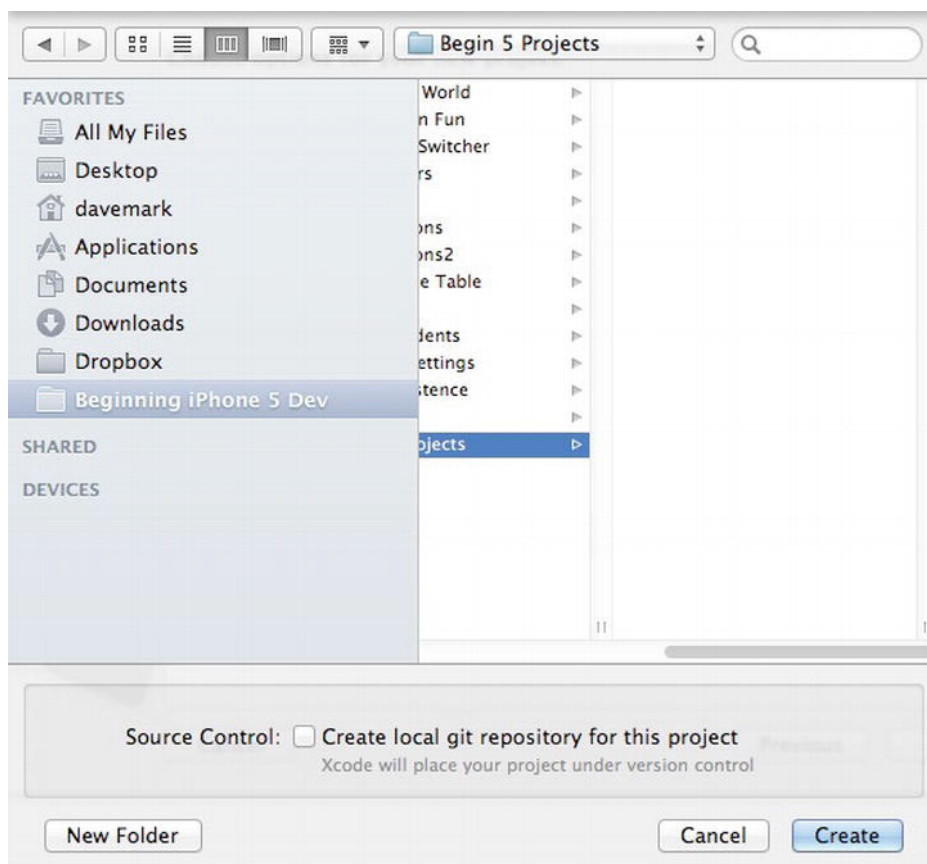 Begin 5 Projects
FAVORITES
All My Files
Desktop
davemark
Applications
Documents
Downloads
Dropbox
Beginning iPhone 5 Dev
SHARED
DEVICES
World
n Fun
Switcher
rs
ons
ons2
e Table
dents
ettings
stence
ojects
Source Control: Create local git repository for this project
Xcode will place your project under version control
New Folder Cancel Create